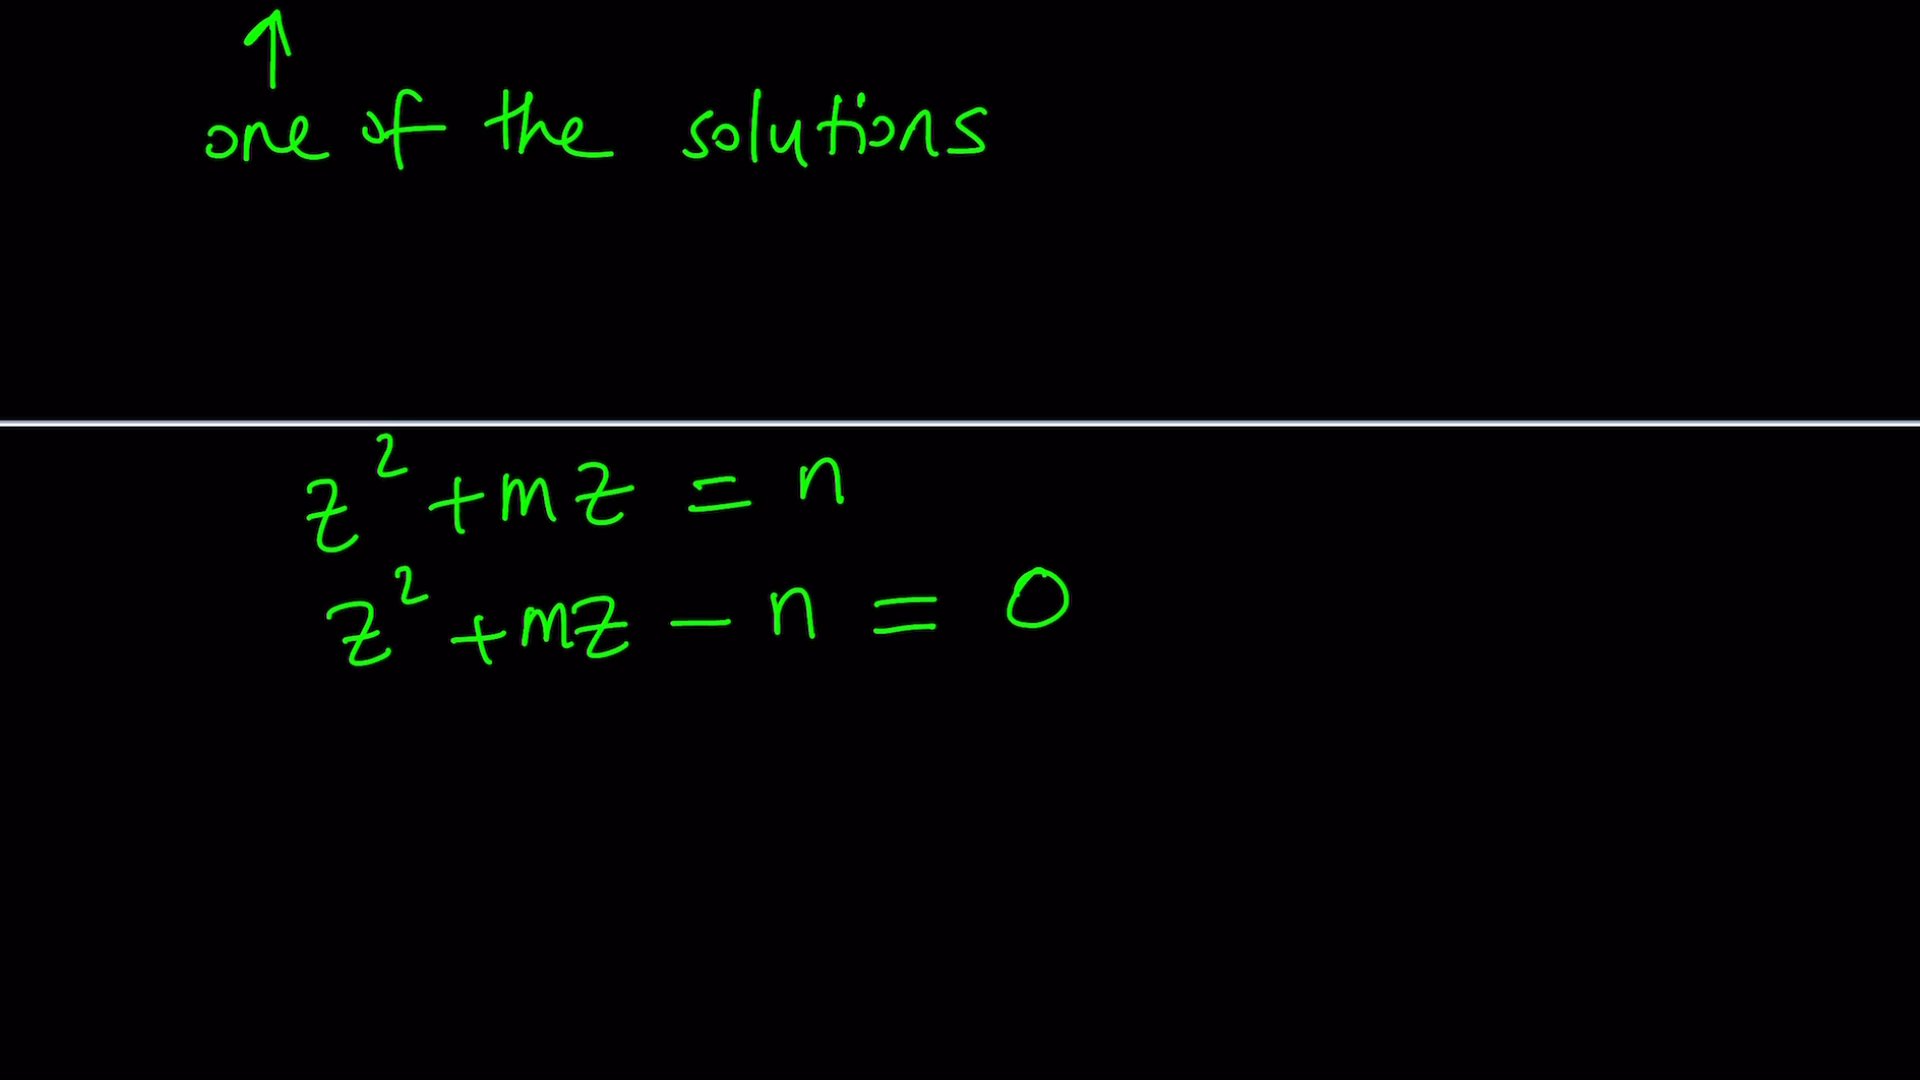 ↑
one of the solutions
z² + mz = n
z² + mz − n = 0